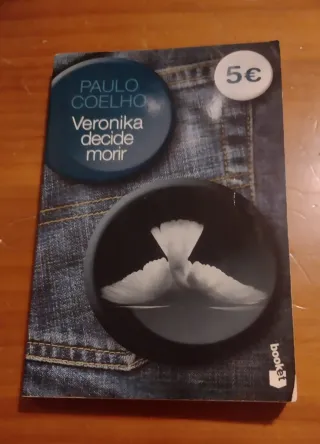 PAULO
COELHO
Veronika
decide
morir
5€
booket